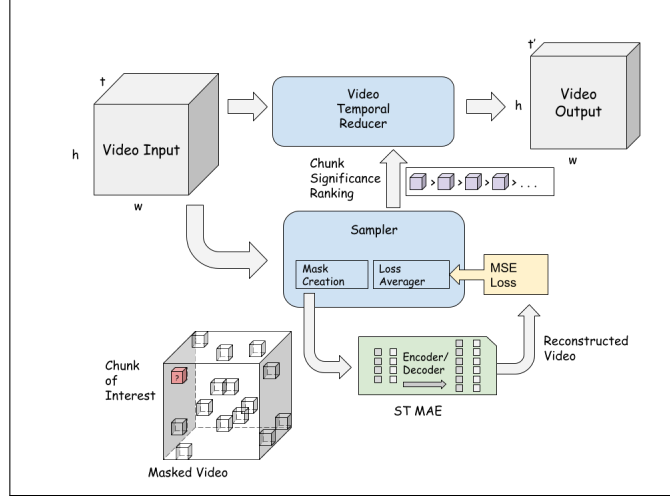 t
h
Video Input
w
Video
Temporal
Reducer
t'
h
Video
Output
w
Chunk
Significance
Ranking
> > > > . . .
Sampler
Mask
Creation
Loss
Averager
MSE
Loss
Encoder/
Decoder
ST MAE
Reconstructed
Video
Chunk
of
Interest
?
Masked Video